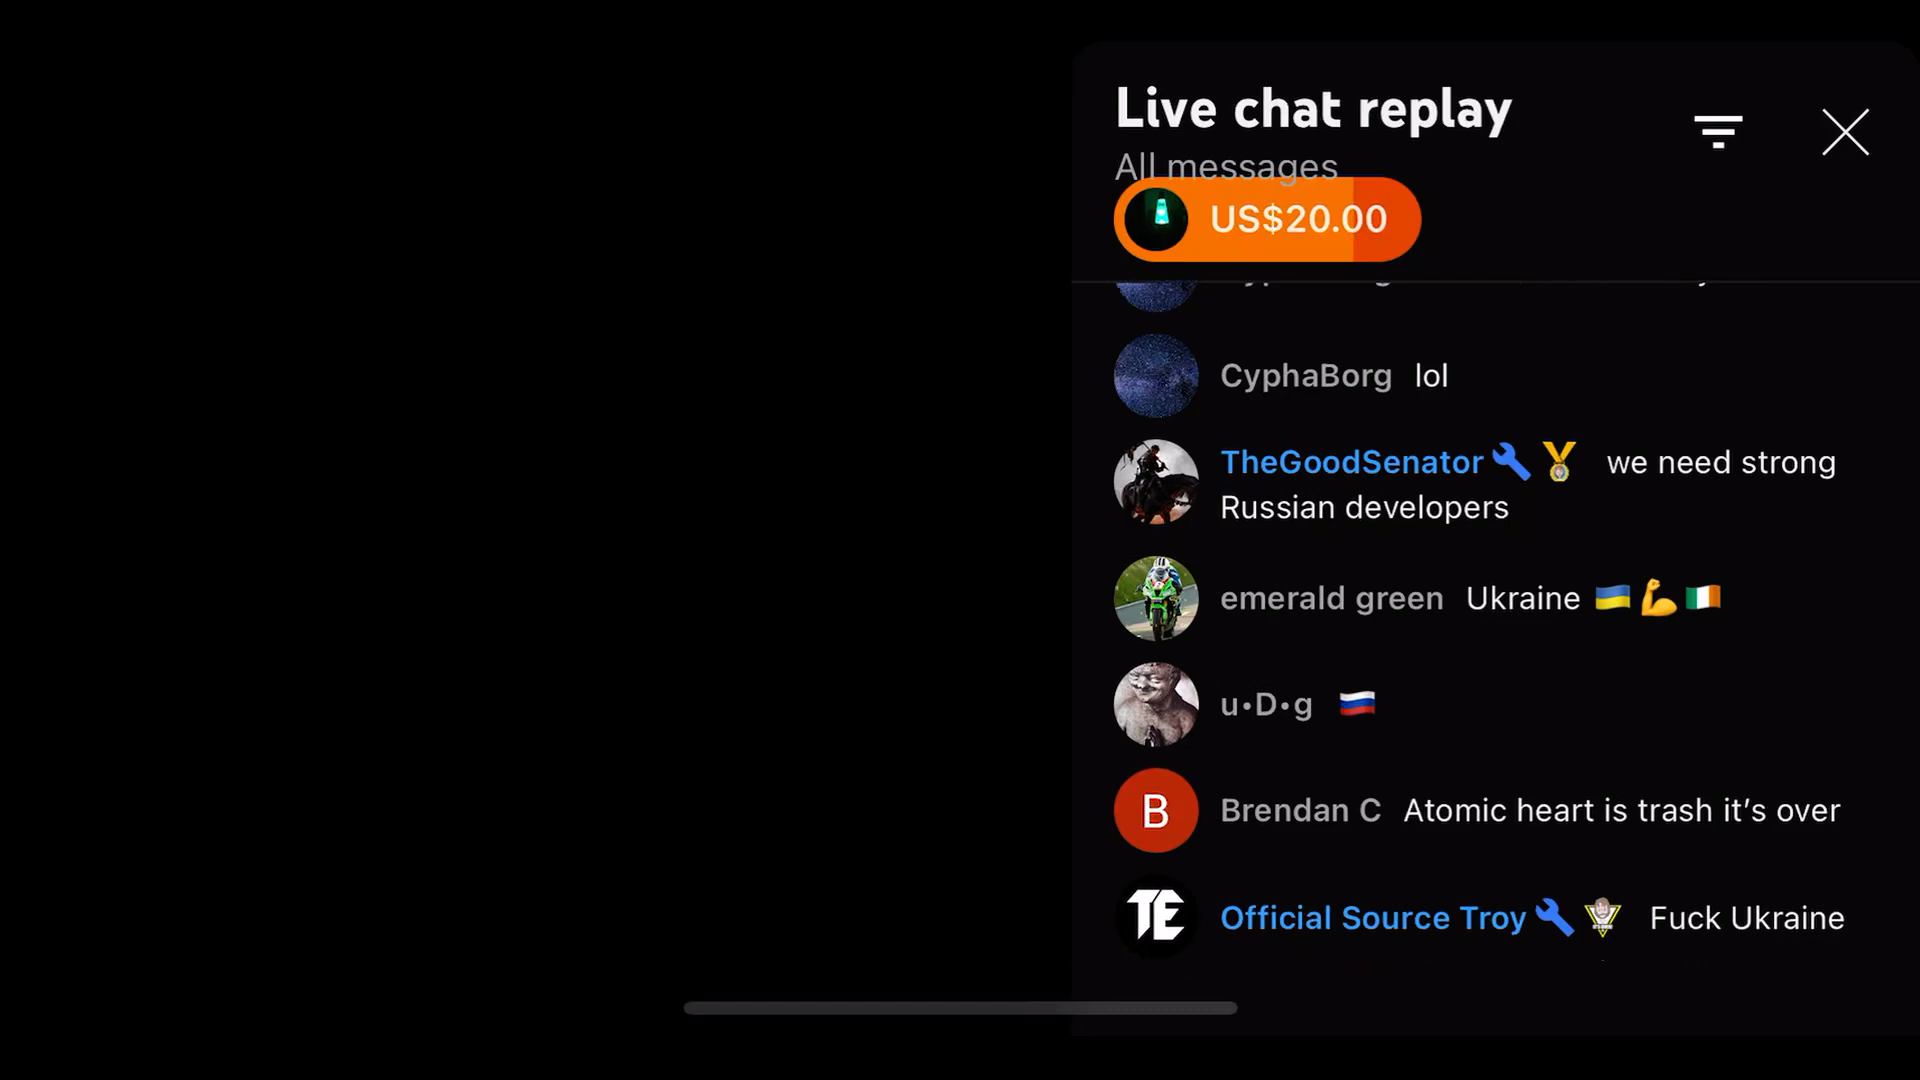 Live chat replay
All messages
US$20.00
CyphaBorg lol
TheGoodSenator we need strong
Russian developers
emerald green Ukraine 🇺🇦💪🇮🇪
u•D•g 🇷🇺
B Brendan C Atomic heart is trash it’s over
TE Official Source Troy Fuck Ukraine